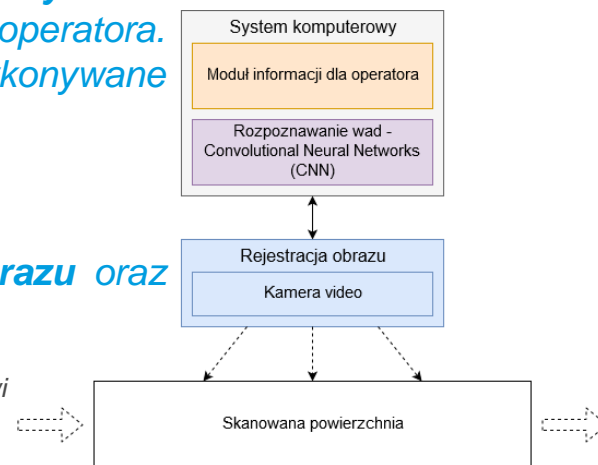 operatora.
konywane
razu oraz
System komputerowy
Moduł informacji dla operatora
Rozpoznawanie wad -
Convolutional Neural Networks
(CNN)
Rejestracja obrazu
Kamera video
Skanowana powierzchnia